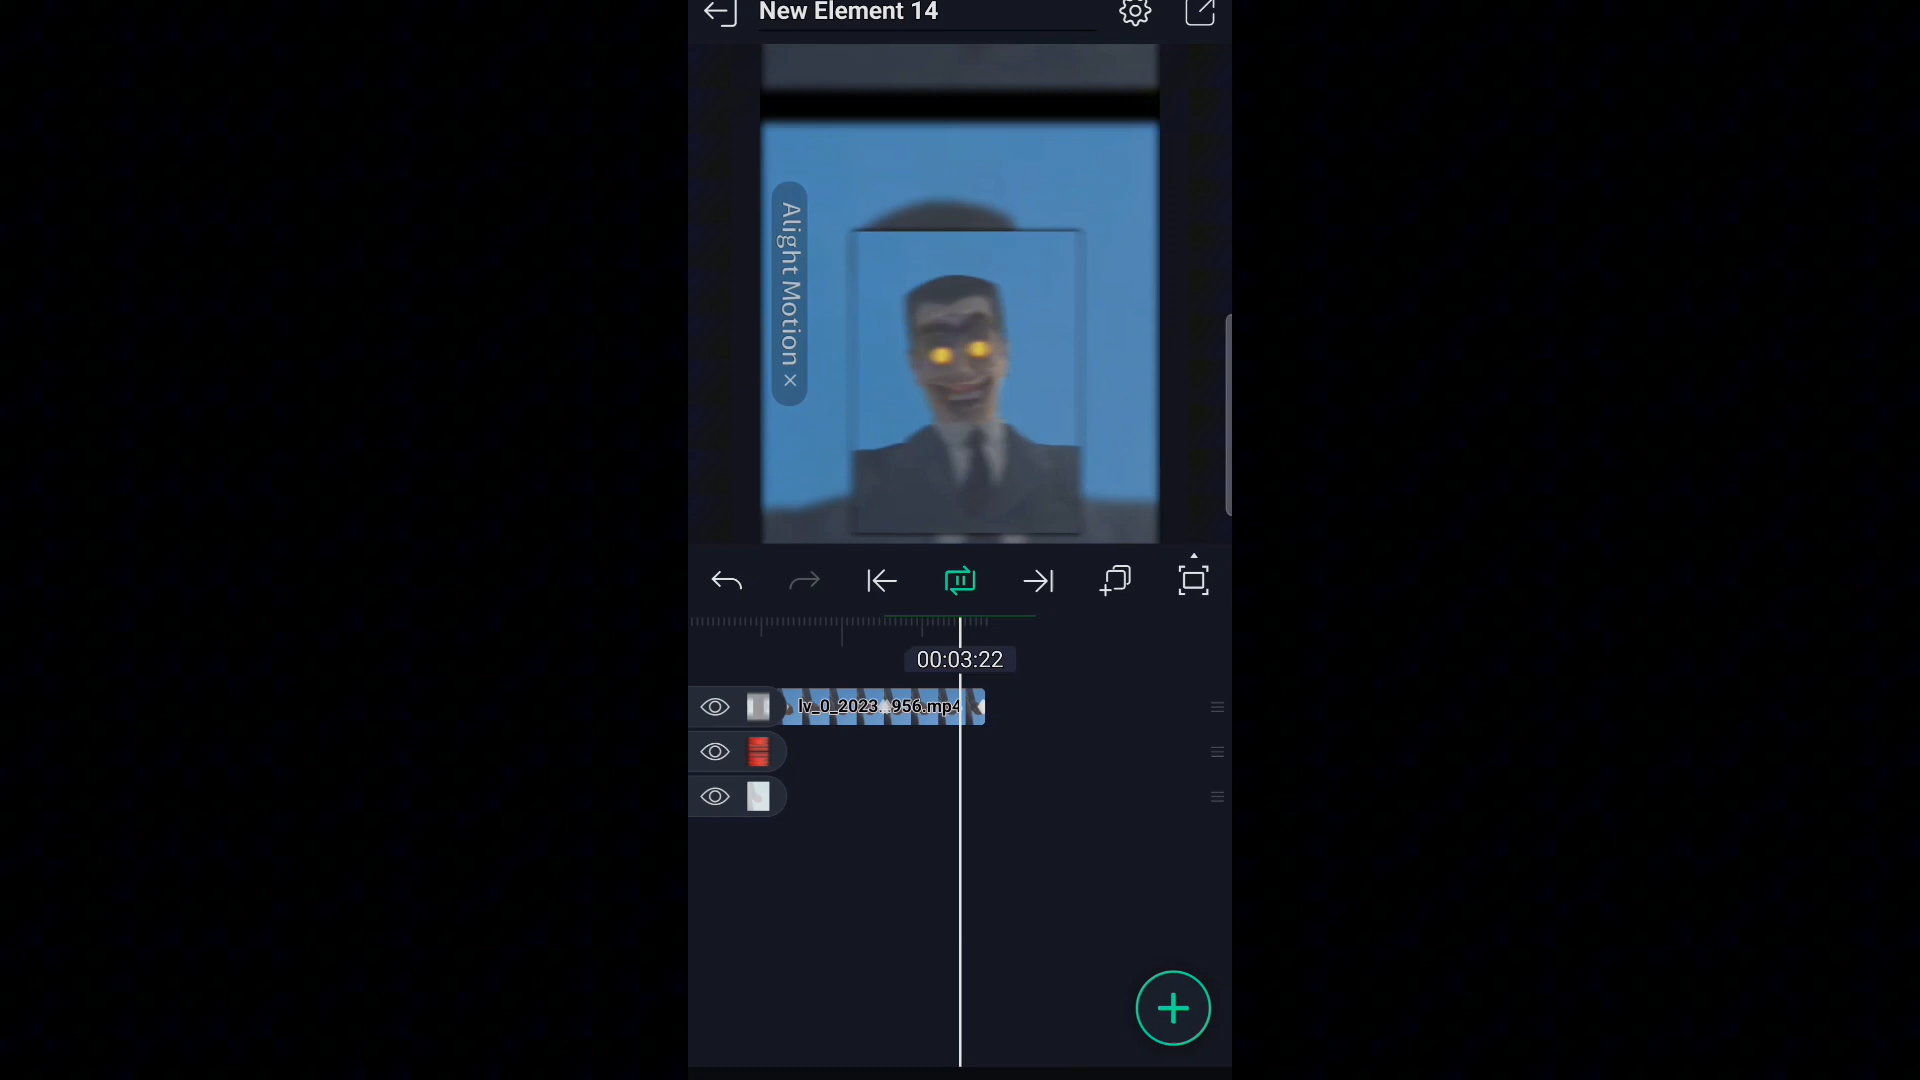 New Element 14
Alight Motion ×
00:03:22
lv_0_2023...956.mp4